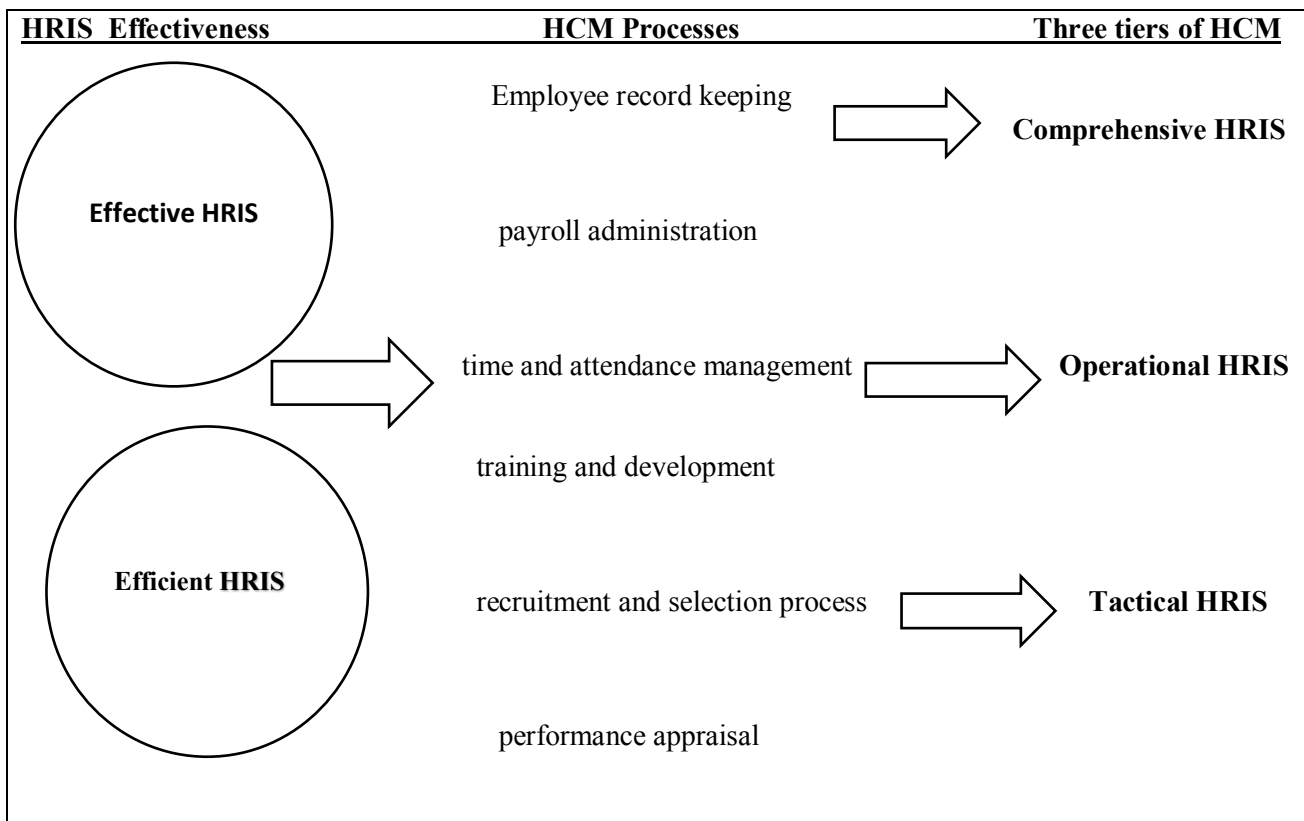 HRIS Effectiveness HCM Processes Three tiers of HCM
Employee record keeping
Comprehensive HRIS
Effective HRIS
payroll administration
time and attendance management
Operational HRIS
training and development
Efficient HRIS
recruitment and selection process
Tactical HRIS
performance appraisal